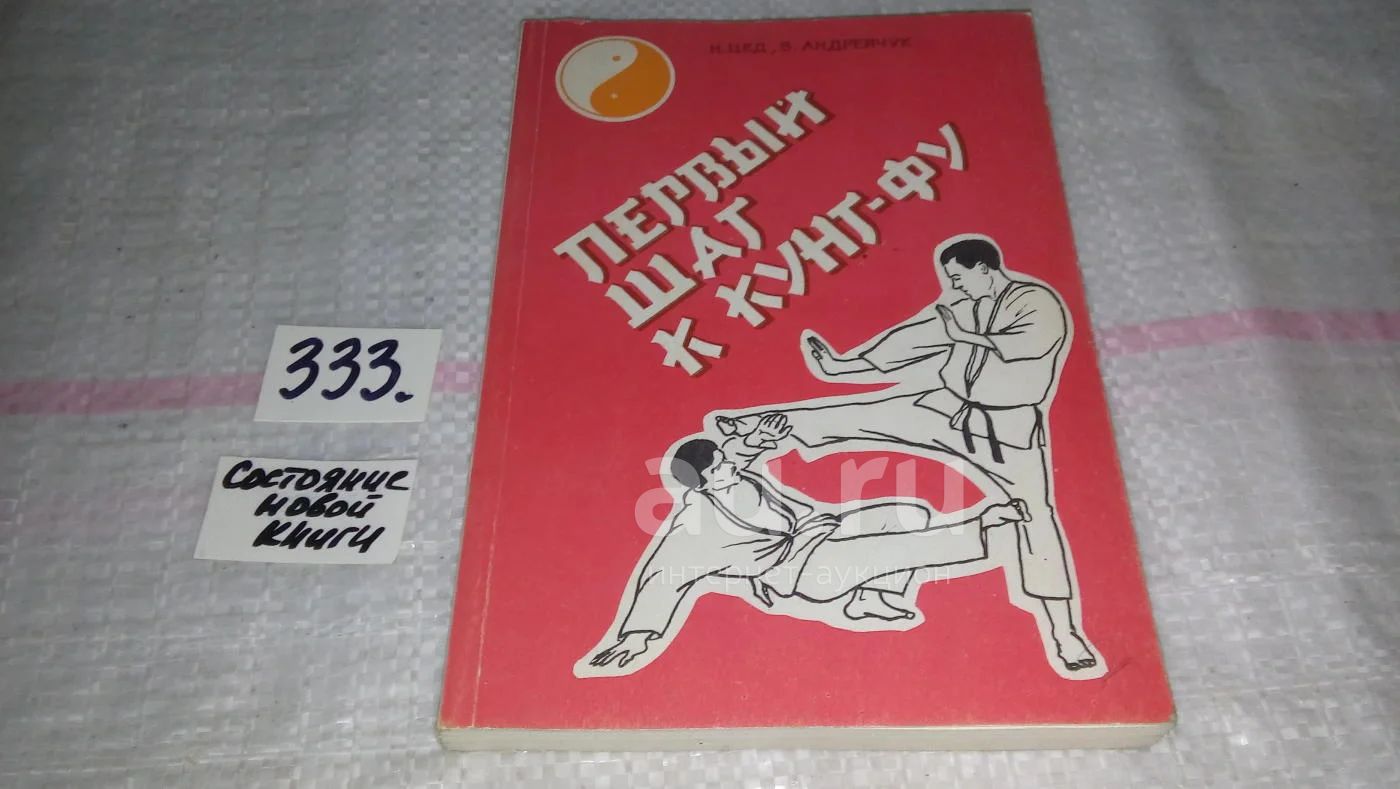 Н.ЦЕД, В. АНДРЕЙЧУК
ПЕРВЫЙ
ШАГ
К КУНГ-ФУ
333.
Состояние
новой
книги
au.ru
интернет-аукцион